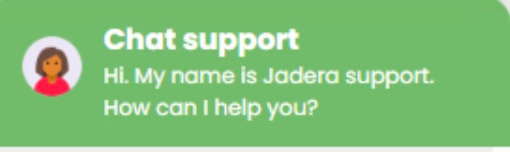 Chat support
Hi. My name is Jadera support.
How can I help you?